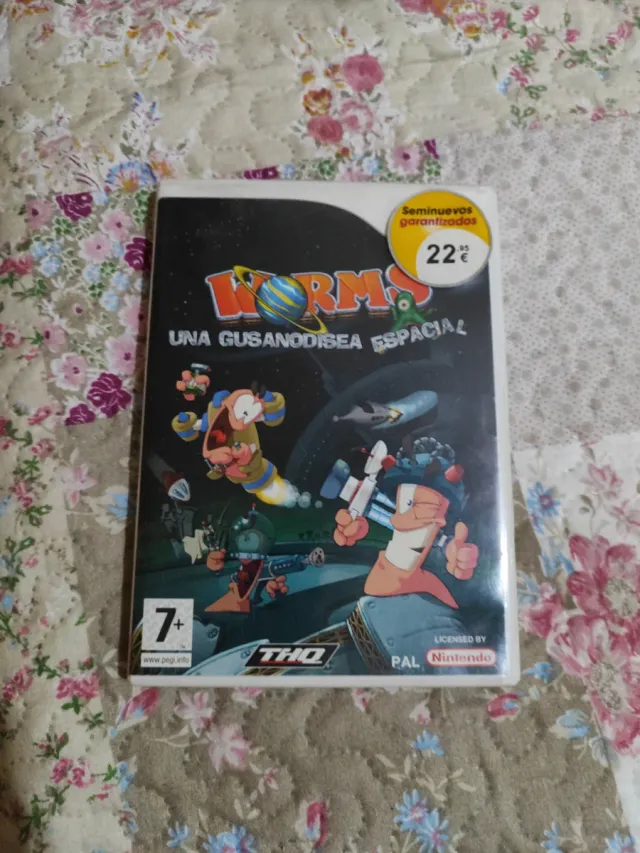 Seminuevos
garantizados
22,95
€
WORMS
UNA GUSANODISEA ESPACIAL
7+
www.pegi.info
THQ
LICENSED BY
PAL
Nintendo